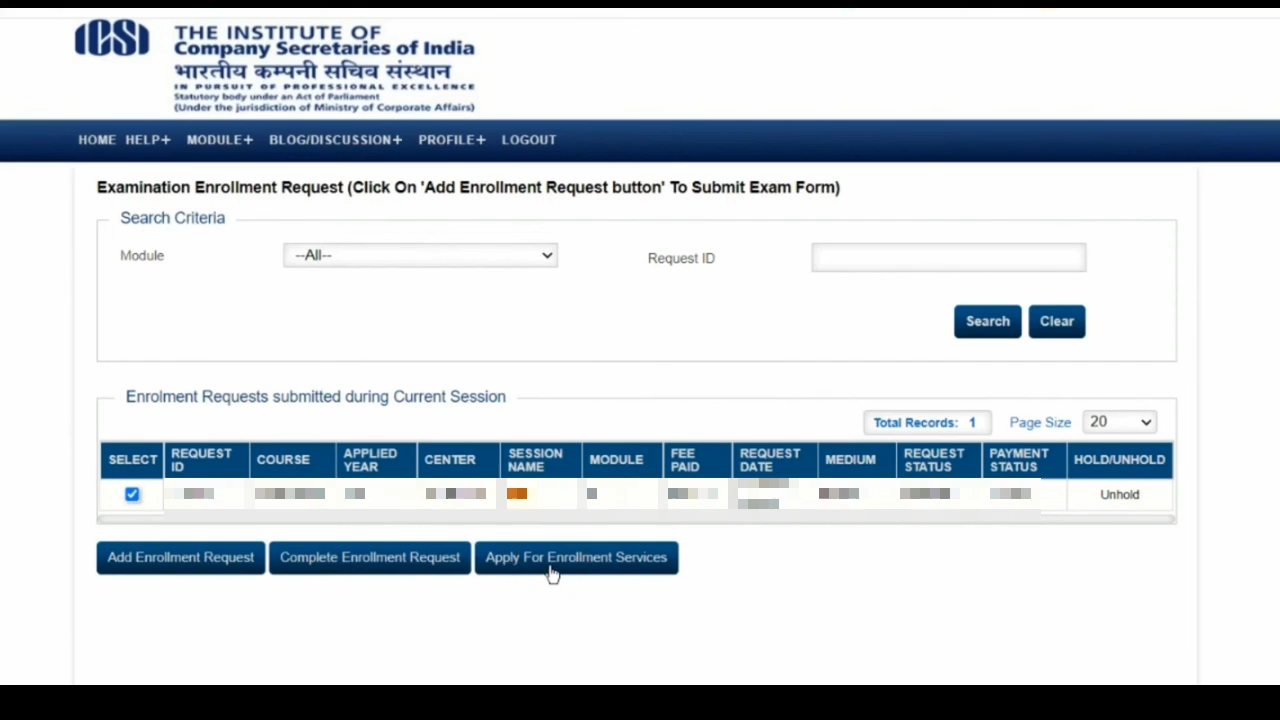 ICSI
THE INSTITUTE OF
Company Secretaries of India
भारतीय कम्पनी सचिव संस्थान
IN PURSUIT OF PROFESSIONAL EXCELLENCE
Statutory body under an Act of Parliament
(Under the jurisdiction of Ministry of Corporate Affairs)
HOME HELP+ MODULE+ BLOG/DISCUSSION+ PROFILE+ LOGOUT
Examination Enrollment Request (Click On 'Add Enrollment Request button' To Submit Exam Form)
Search Criteria
Module --All-- Request ID
Search Clear
Enrolment Requests submitted during Current Session
Total Records: 1 Page Size 20
SELECT REQUEST ID COURSE APPLIED YEAR CENTER SESSION NAME MODULE FEE PAID REQUEST DATE MEDIUM REQUEST STATUS PAYMENT STATUS HOLD/UNHOLD
Unhold
Add Enrollment Request Complete Enrollment Request Apply For Enrollment Services